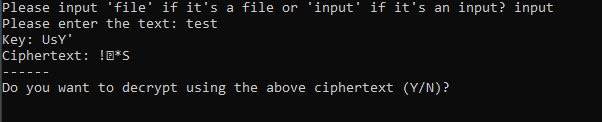 Please input 'file' if it's a file or 'input' if it's an input? input
Please enter the text: test
Key: UsY'
Ciphertext: !�*S
------
Do you want to decrypt using the above ciphertext (Y/N)?